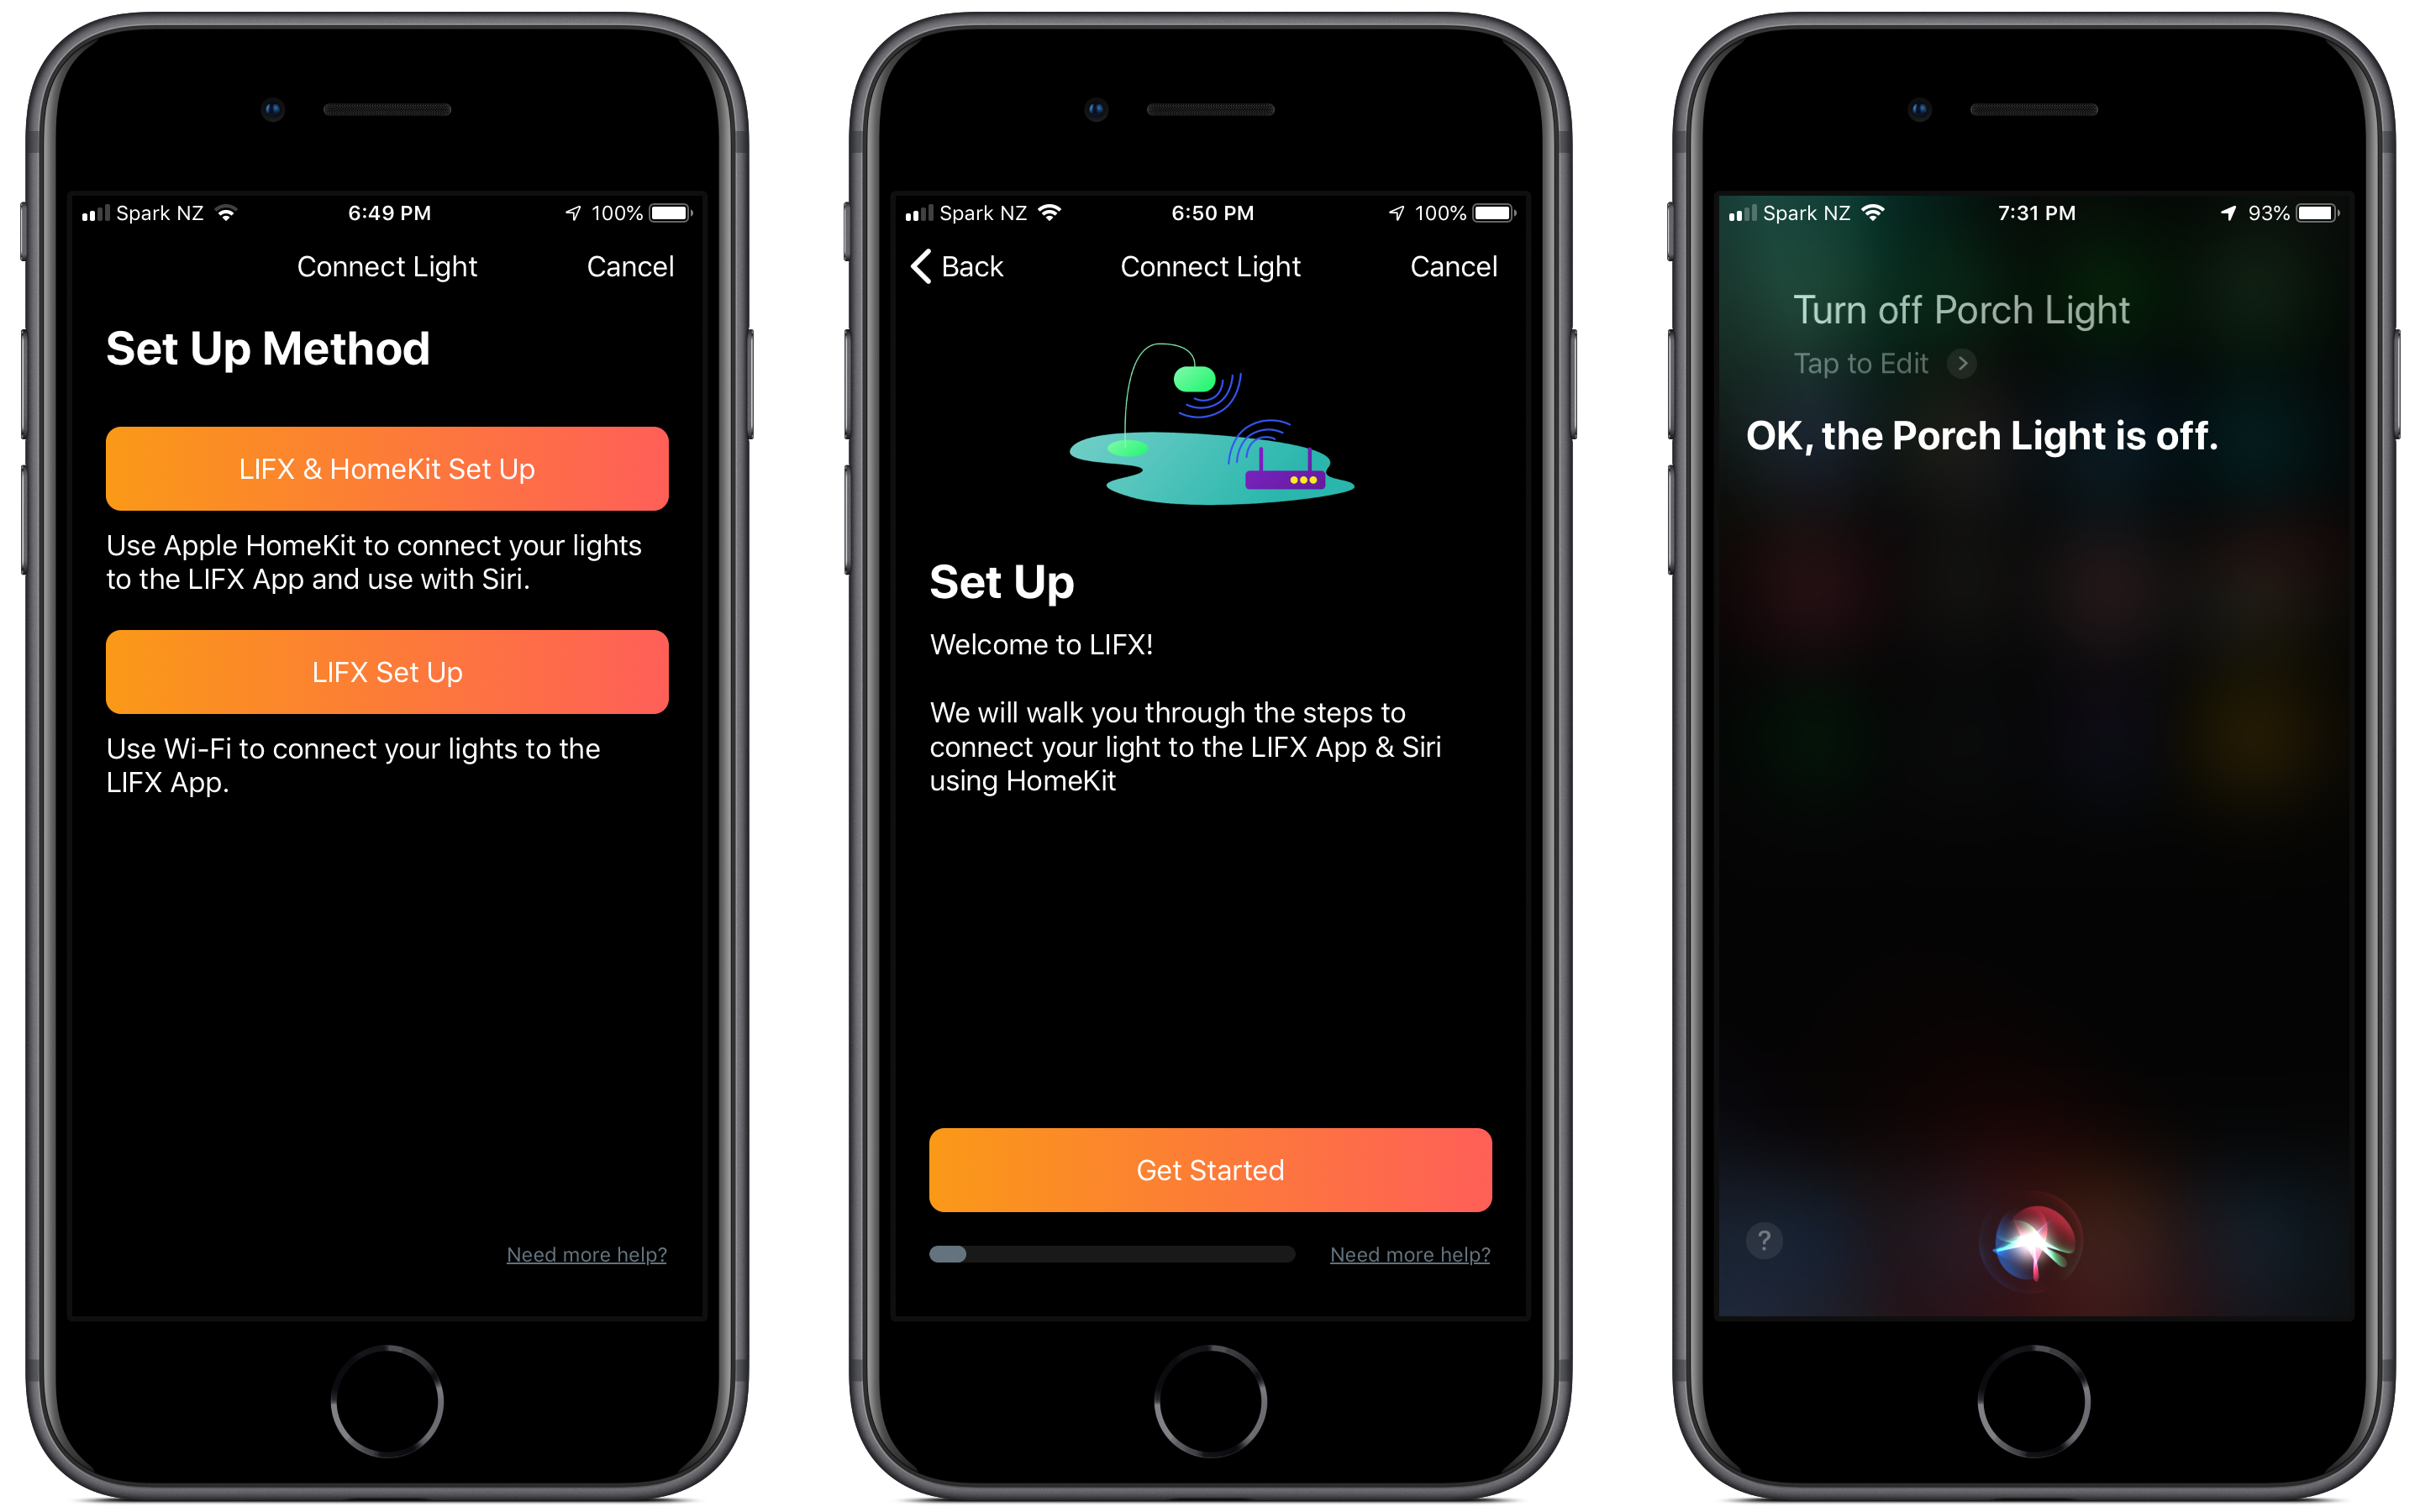 Spark NZ 6:49 PM 100%
Connect Light Cancel
Set Up Method
LIFX & HomeKit Set Up
Use Apple HomeKit to connect your lights
to the LIFX App and use with Siri.
LIFX Set Up
Use Wi-Fi to connect your lights to the
LIFX App.
Need more help?
Spark NZ 6:50 PM 100%
Back Connect Light Cancel
Set Up
Welcome to LIFX!
We will walk you through the steps to
connect your light to the LIFX App & Siri
using HomeKit
Get Started
Need more help?
Spark NZ 7:31 PM 93%
Turn off Porch Light
Tap to Edit
OK, the Porch Light is off.
?